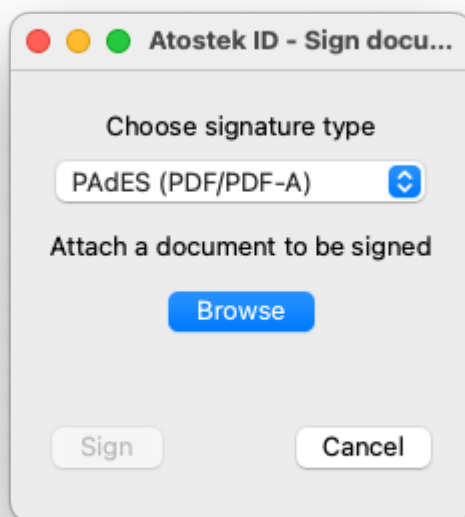 Atostek ID - Sign docu...
Choose signature type
PAdES (PDF/PDF-A)
Attach a document to be signed
Browse
Sign Cancel